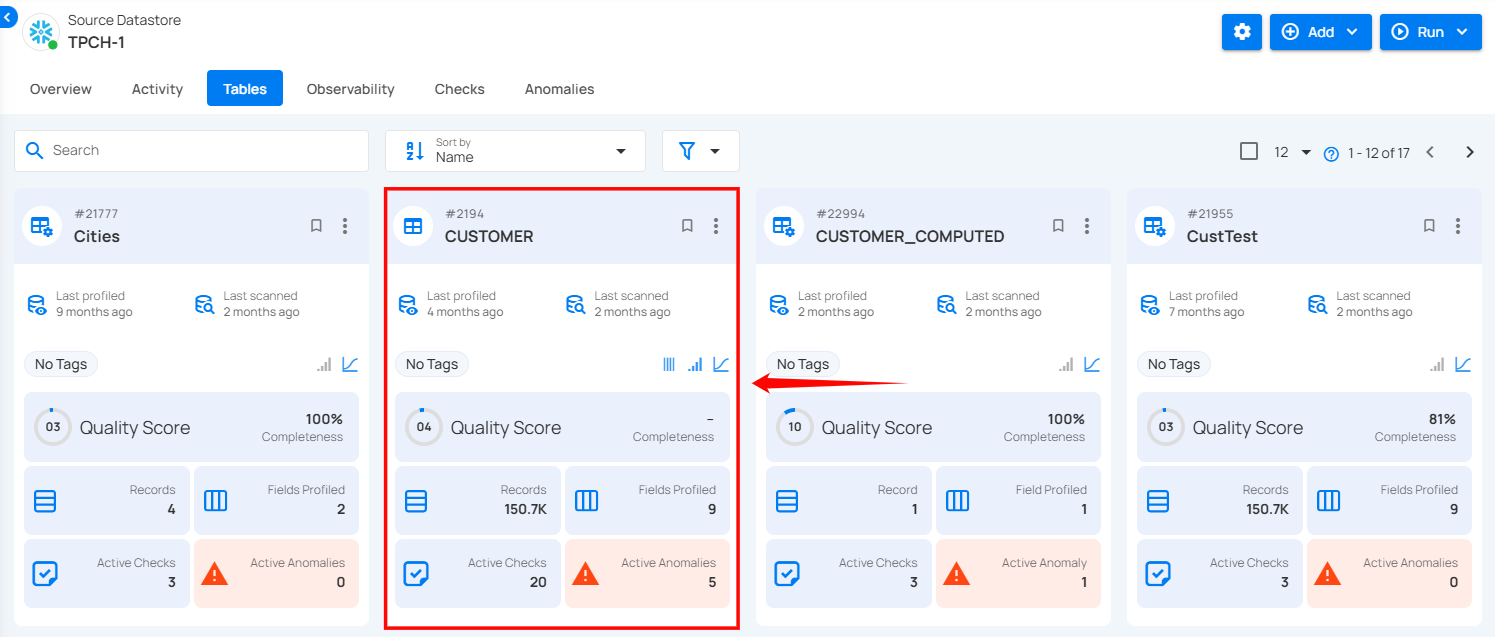 Source Datastore
TPCH-1
Add
Run
Overview
Activity
Tables
Observability
Checks
Anomalies
Search
Sort by
Name
12
1 - 12 of 17
#21777
Cities
Last profiled
9 months ago
Last scanned
2 months ago
No Tags
03
Quality Score
100%
Completeness
Records
4
Fields Profiled
2
Active Checks
3
Active Anomalies
0
#2194
CUSTOMER
Last profiled
4 months ago
Last scanned
2 months ago
No Tags
04
Quality Score
–
Completeness
Records
150.7K
Fields Profiled
9
Active Checks
20
Active Anomalies
5
#22994
CUSTOMER_COMPUTED
Last profiled
2 months ago
Last scanned
2 months ago
No Tags
10
Quality Score
100%
Completeness
Record
1
Field Profiled
1
Active Checks
3
Active Anomaly
1
#21955
CustTest
Last profiled
7 months ago
Last scanned
2 months ago
No Tags
03
Quality Score
81%
Completeness
Records
150.7K
Fields Profiled
9
Active Checks
3
Active Anomalies
0